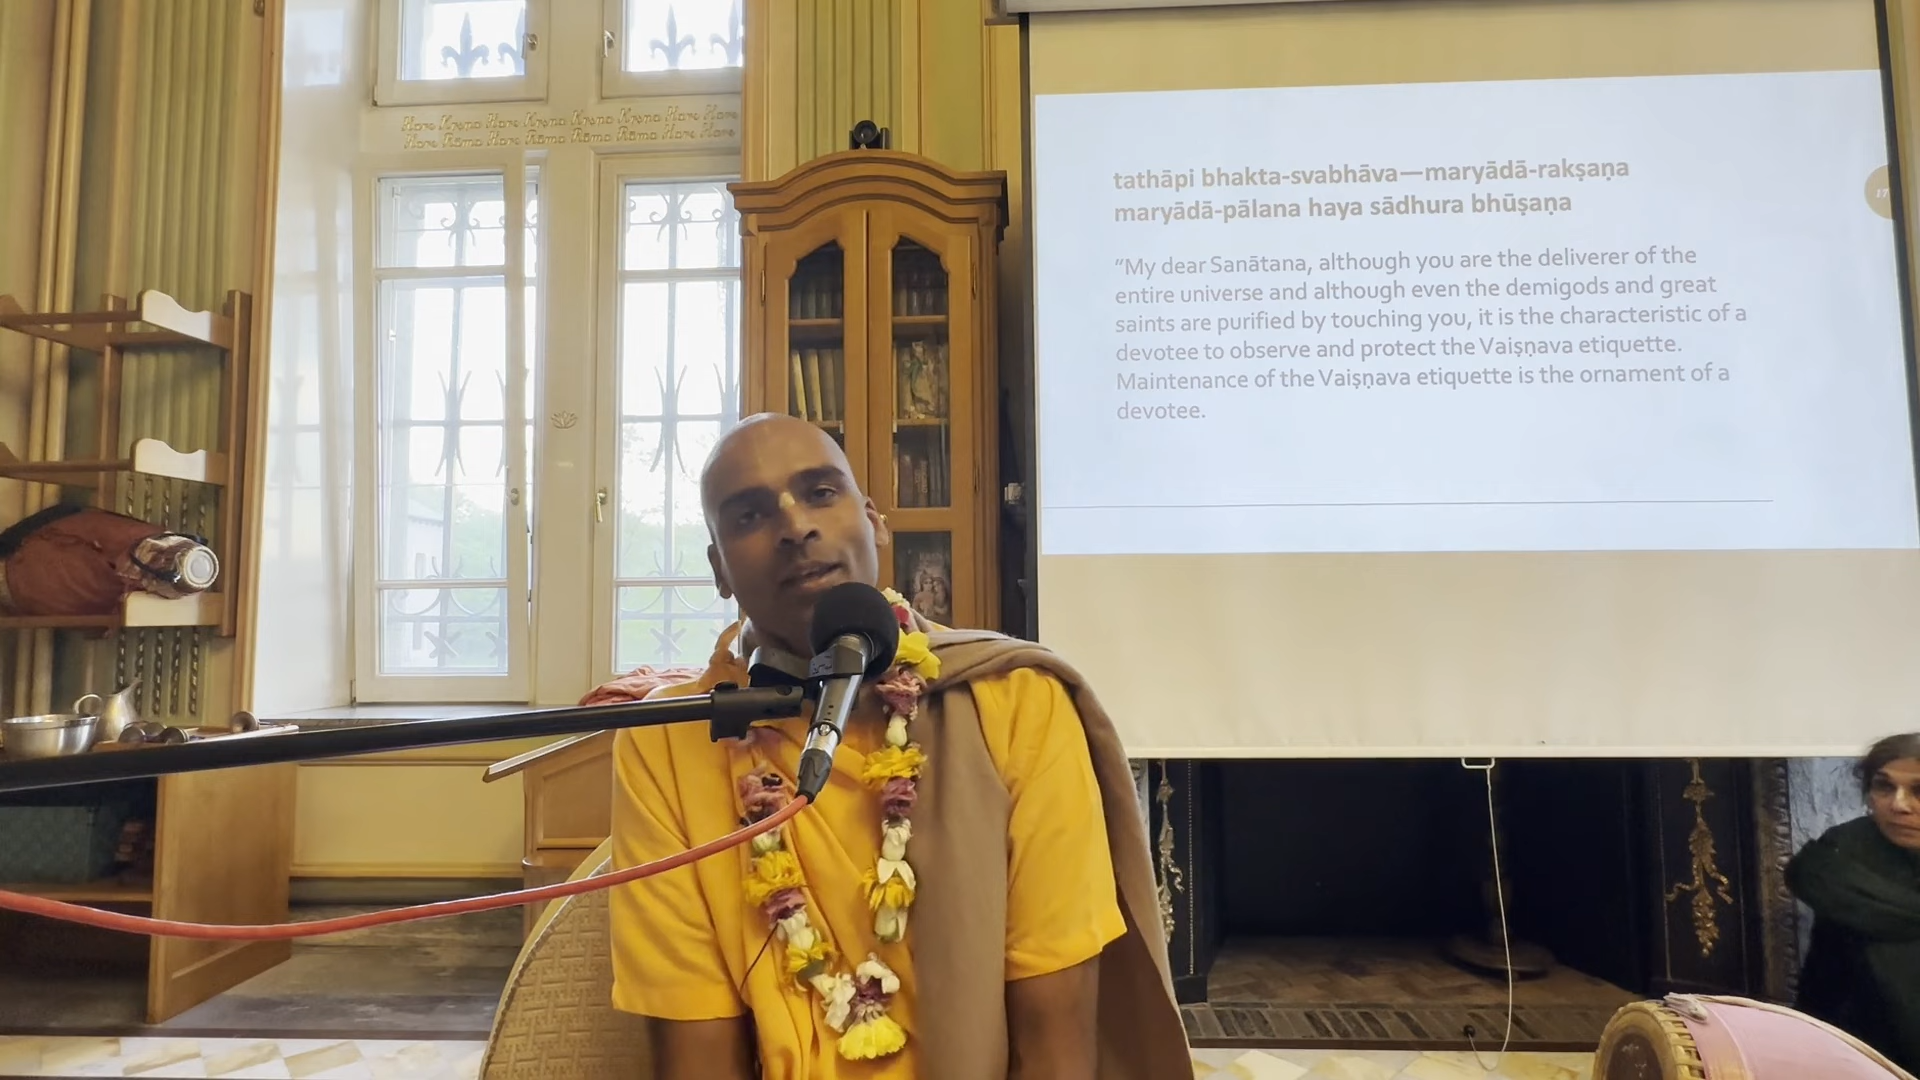 Hare Kṛṣṇa Hare Kṛṣṇa Kṛṣṇa Kṛṣṇa Hare Hare
Hare Rāma Hare Rāma Rāma Rāma Hare Hare
tathāpi bhakta-svabhāva—maryādā-rakṣaṇa
maryādā-pālana haya sādhura bhūṣaṇa
“My dear Sanātana, although you are the deliverer of the
entire universe and although even the demigods and great
saints are purified by touching you, it is the characteristic of a
devotee to observe and protect the Vaiṣṇava etiquette.
Maintenance of the Vaiṣṇava etiquette is the ornament of a
devotee.